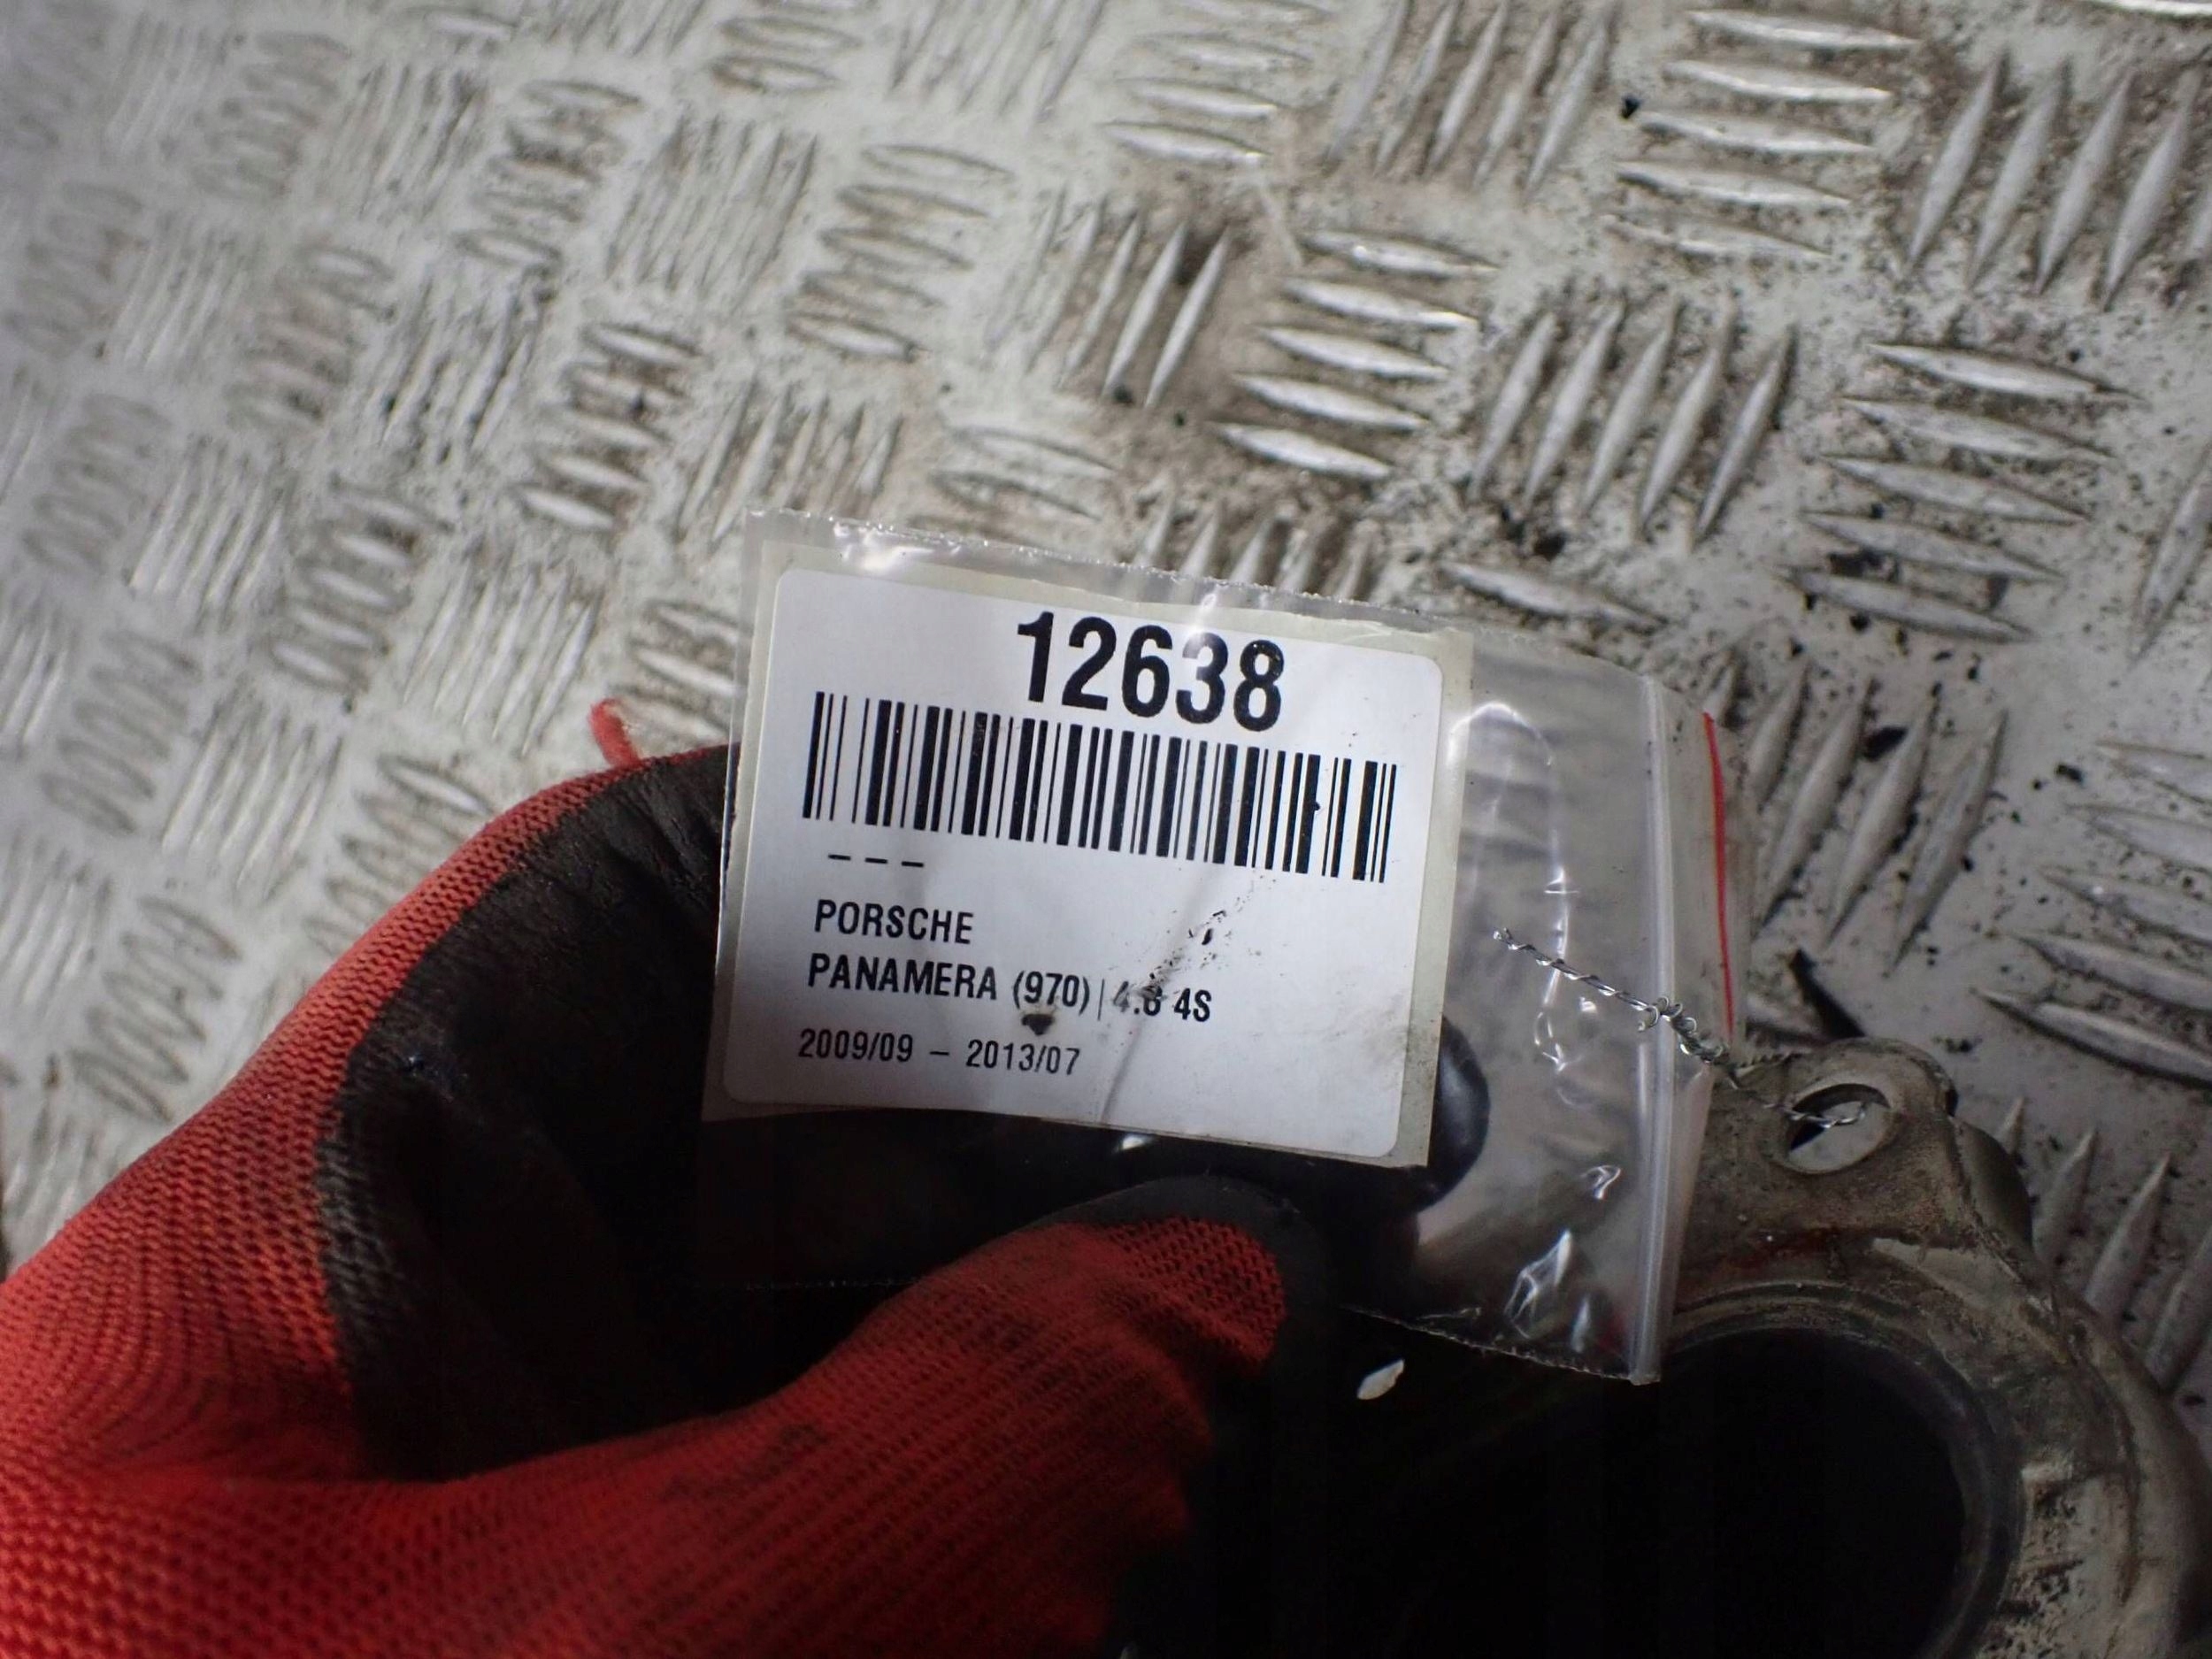 12638
– – –
PORSCHE
PANAMERA (970) | 4.8 4S
2009/09 – 2013/07